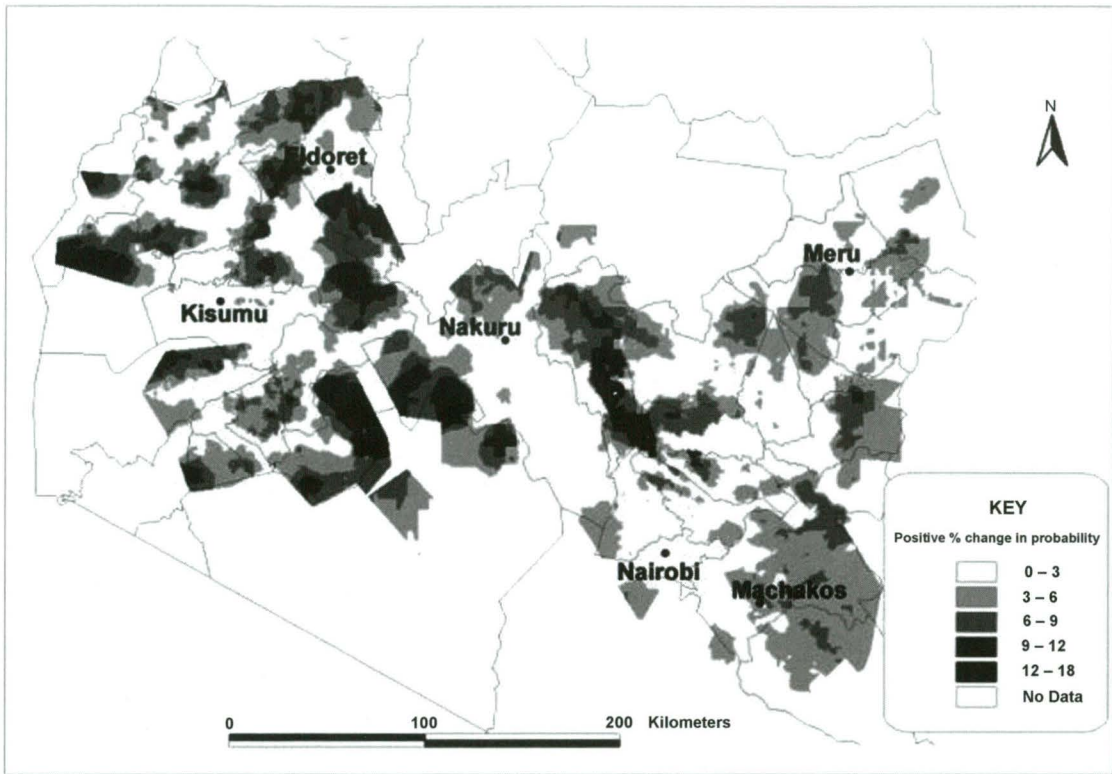 N
Eldoret
Meru
Kisumu
Nakuru
Nairobi
Machakos
KEY
Positive % change in probability
0 – 3
3 – 6
6 – 9
9 – 12
12 – 18
No Data
0 100 200 Kilometers